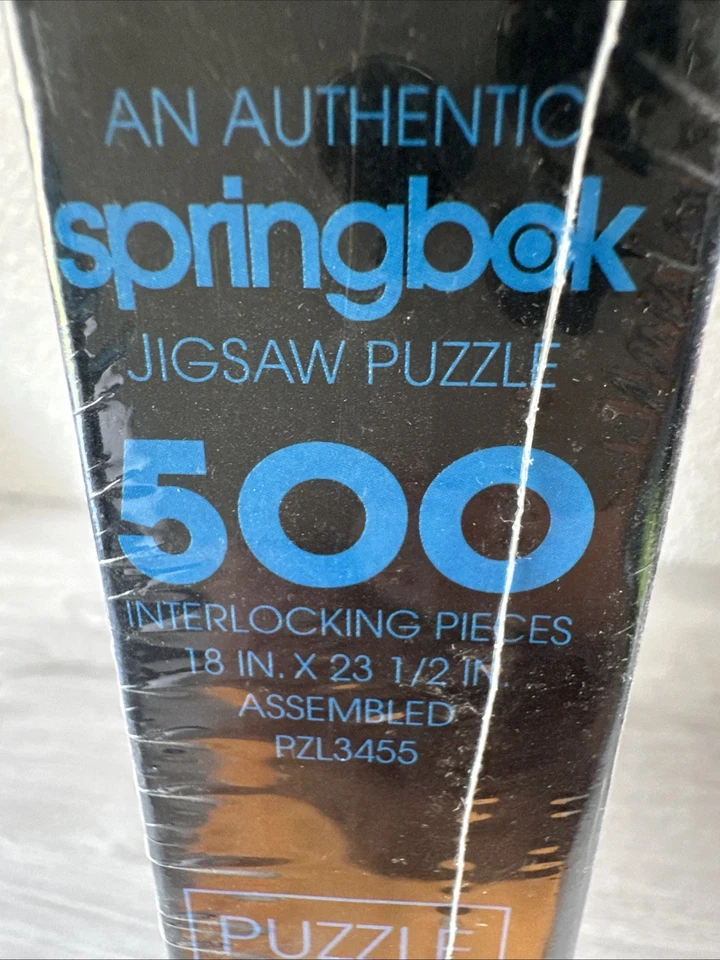 AN AUTHENTIC
springbok
JIGSAW PUZZLE
500
INTERLOCKING PIECES
18 IN. X 23 1/2 IN.
ASSEMBLED
PZL3455
PUZZLE